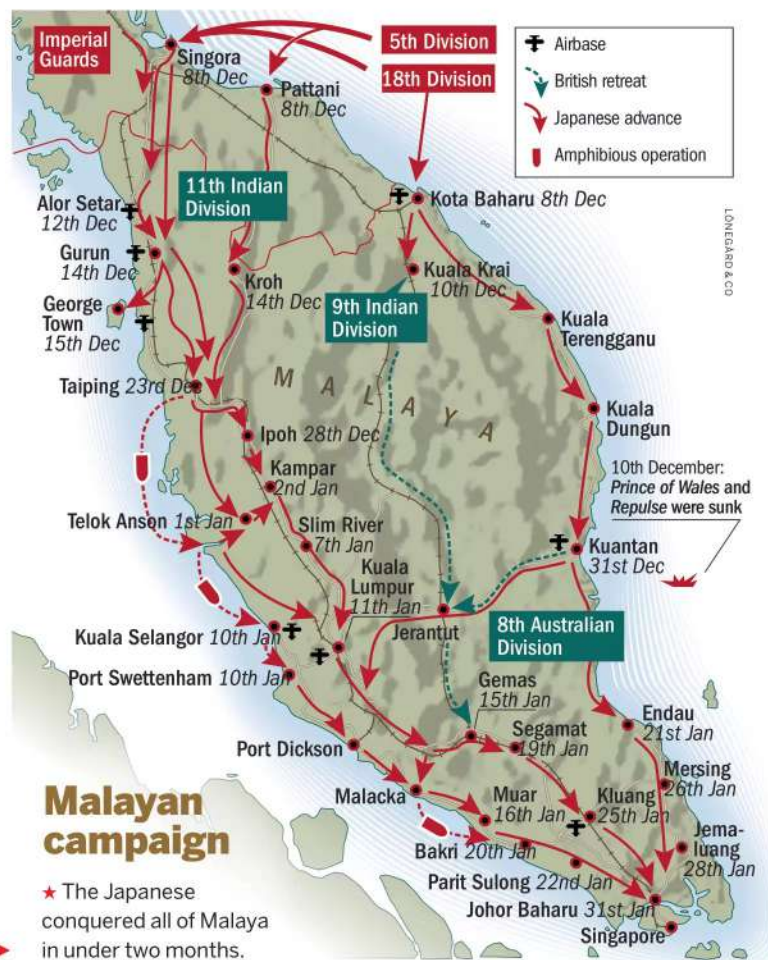 Imperial
Guards
Singora
8th Dec
Pattani
8th Dec
5th Division
18th Division
Airbase
British retreat
Japanese advance
Amphibious operation
LÖNEGÅRD & CO
11th Indian
Division
Kota Baharu 8th Dec
Alor Setar
12th Dec
Gurun
14th Dec
Kroh
14th Dec
Kuala Krai
10th Dec
George
Town
15th Dec
9th Indian
Division
Kuala
Terengganu
Taiping 23rd Dec
MALAYA
Kuala
Dungun
Ipoh 28th Dec
Kampar
2nd Jan
10th December:
Prince of Wales and
Repulse were sunk
Telok Anson 1st Jan
Slim River
7th Jan
Kuantan
31st Dec
Kuala
Lumpur
11th Jan
Jerantut
8th Australian
Division
Kuala Selangor 10th Jan
Port Swettenham 10th Jan
Gemas
15th Jan
Endau
21st Jan
Port Dickson
Segamat
19th Jan
Mersing
26th Jan
Malacka
Muar
16th Jan
Kluang
25th Jan
Jema-
luang
28th Jan
Bakri 20th Jan
Parit Sulong 22nd Jan
Johor Baharu 31st Jan
Singapore
Malayan
campaign
★ The Japanese
conquered all of Malaya
in under two months.